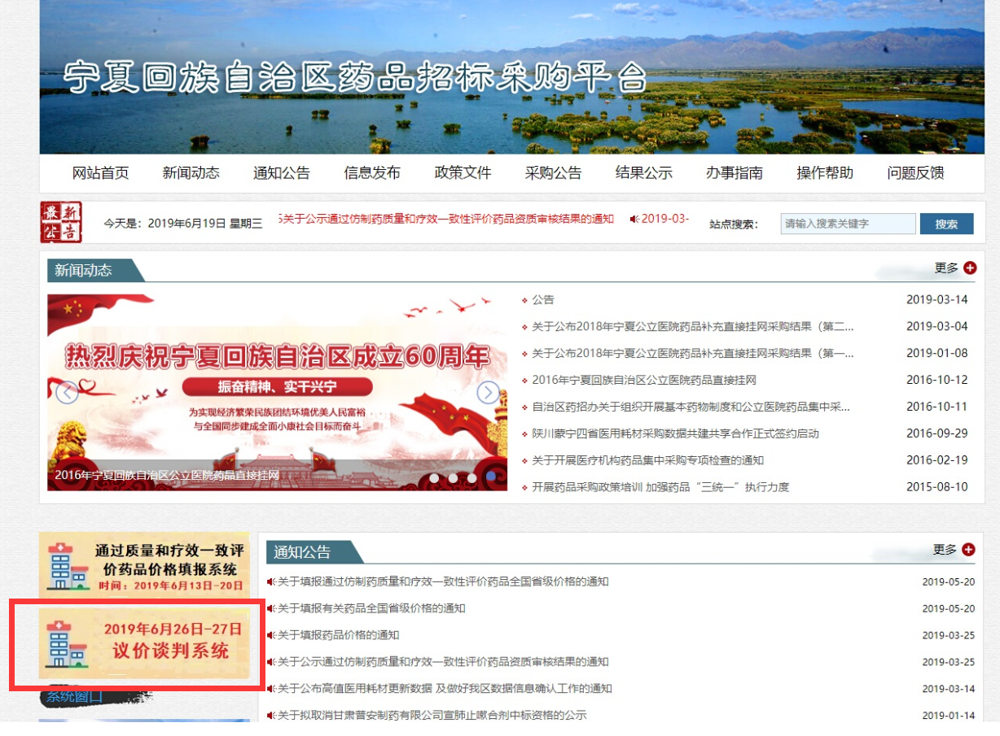 宁夏回族自治区药品招标采购平台
网站首页 新闻动态 通知公告 信息发布 政策文件 采购公告 结果公示 办事指南 操作帮助 问题反馈
最新
公告
今天是：2019年6月19日 星期三
关于公示通过仿制药质量和疗效一致性评价药品资质审核结果的通知 2019-03-
站点搜索：
请输入搜索关键字
搜索
新闻动态
更多
热烈庆祝宁夏回族自治区成立60周年
振奋精神、实干兴宁
为实现经济繁荣民族团结环境优美人民富裕
与全国同步建成全面小康社会目标而奋斗
2016年宁夏回族自治区公立医院药品直接挂网
公告 2019-03-14
关于公布2018年宁夏公立医院药品补充直接挂网采购结果（第二... 2019-03-04
关于公布2018年宁夏公立医院药品补充直接挂网采购结果（第一... 2019-01-08
2016年宁夏回族自治区公立医院药品直接挂网 2016-10-12
自治区药招办关于组织开展基本药物制度和公立医院药品集中采... 2016-10-11
陕川蒙宁四省医用耗材采购数据共建共享合作正式签约启动 2016-09-29
关于开展医疗机构药品集中采购专项检查的通知 2016-02-19
开展药品采购政策培训 加强药品“三统一”执行力度 2015-08-10
通过质量和疗效一致评
价药品价格填报系统
时间：2019年6月13日-20日
2019年6月26日-27日
议价谈判系统
系统窗口
通知公告
更多
关于填报通过仿制药质量和疗效一致性评价药品全国省级价格的通知 2019-05-20
关于填报有关药品全国省级价格的通知 2019-05-20
关于填报药品价格的通知 2019-03-25
关于公示通过仿制药质量和疗效一致性评价药品资质审核结果的通知 2019-03-25
关于公布高值医用耗材更新数据 及做好我区数据信息确认工作的通知 2019-03-14
关于拟取消甘肃普安制药有限公司宣肺止嗽合剂中标资格的公示 2019-01-14